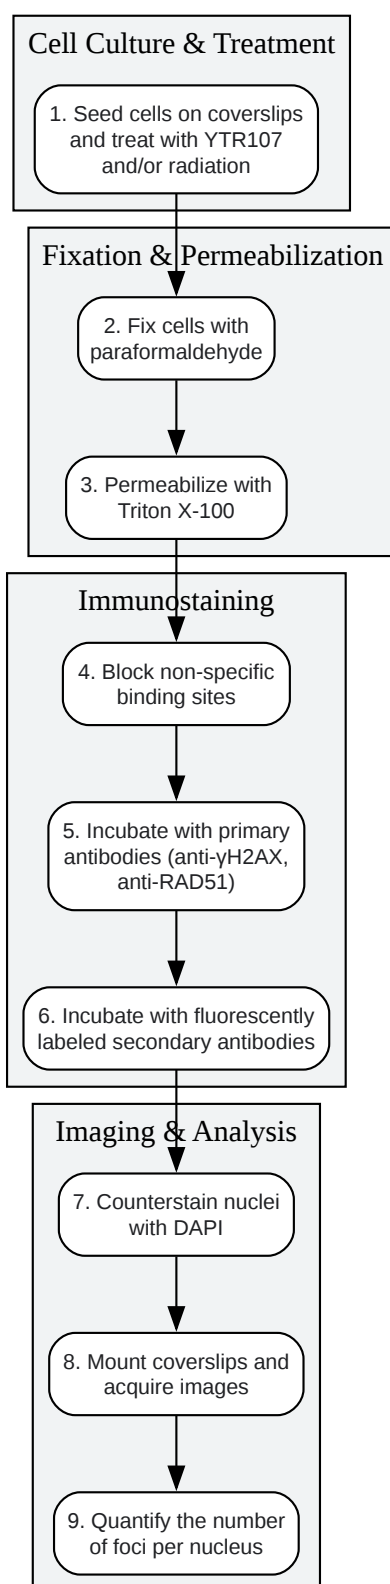 Cell Culture & Treatment
1. Seed cells on coverslips
and treat with YTR107
and/or radiation
Fixation & Permeabilization
2. Fix cells with
paraformaldehyde
3. Permeabilize with
Triton X-100
Immunostaining
4. Block non-specific
binding sites
5. Incubate with primary
antibodies (anti-γH2AX,
anti-RAD51)
6. Incubate with fluorescently
labeled secondary antibodies
Imaging & Analysis
7. Counterstain nuclei
with DAPI
8. Mount coverslips and
acquire images
9. Quantify the number
of foci per nucleus